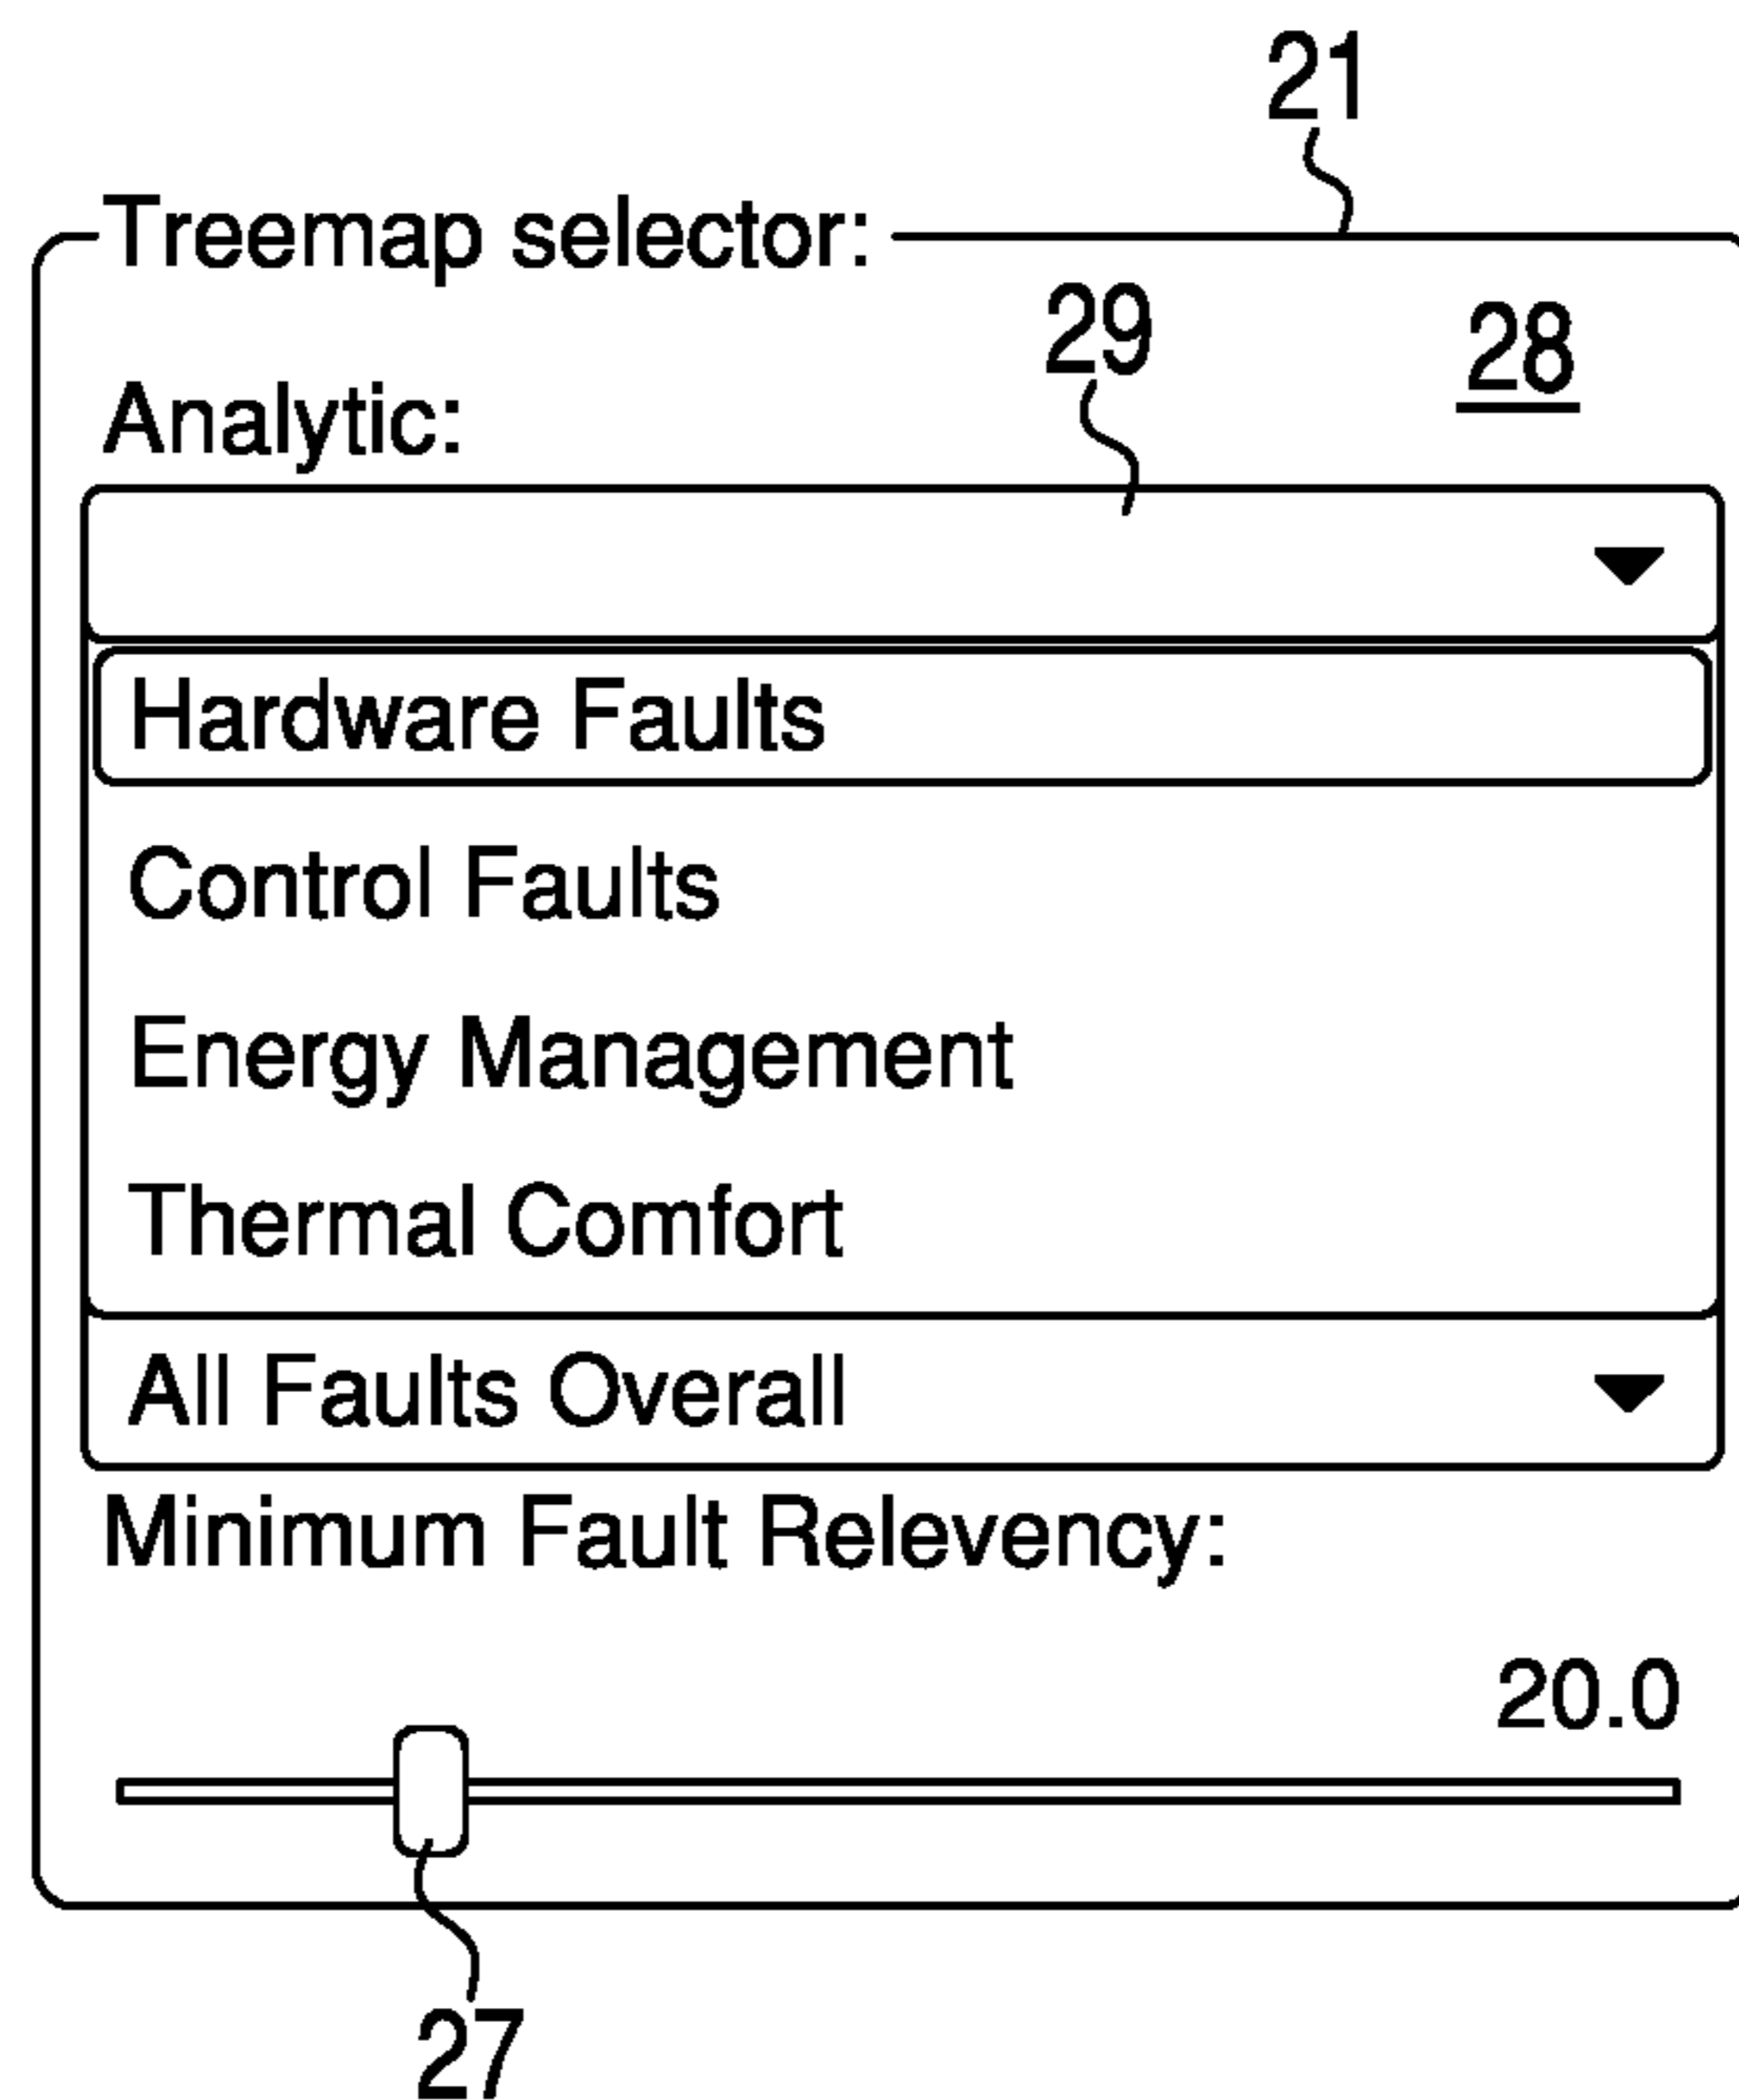 21
Treemap selector:
29
28
Analytic:
Hardware Faults
Control Faults
Energy Management
Thermal Comfort
All Faults Overall
Minimum Fault Relevency:
20.0
27